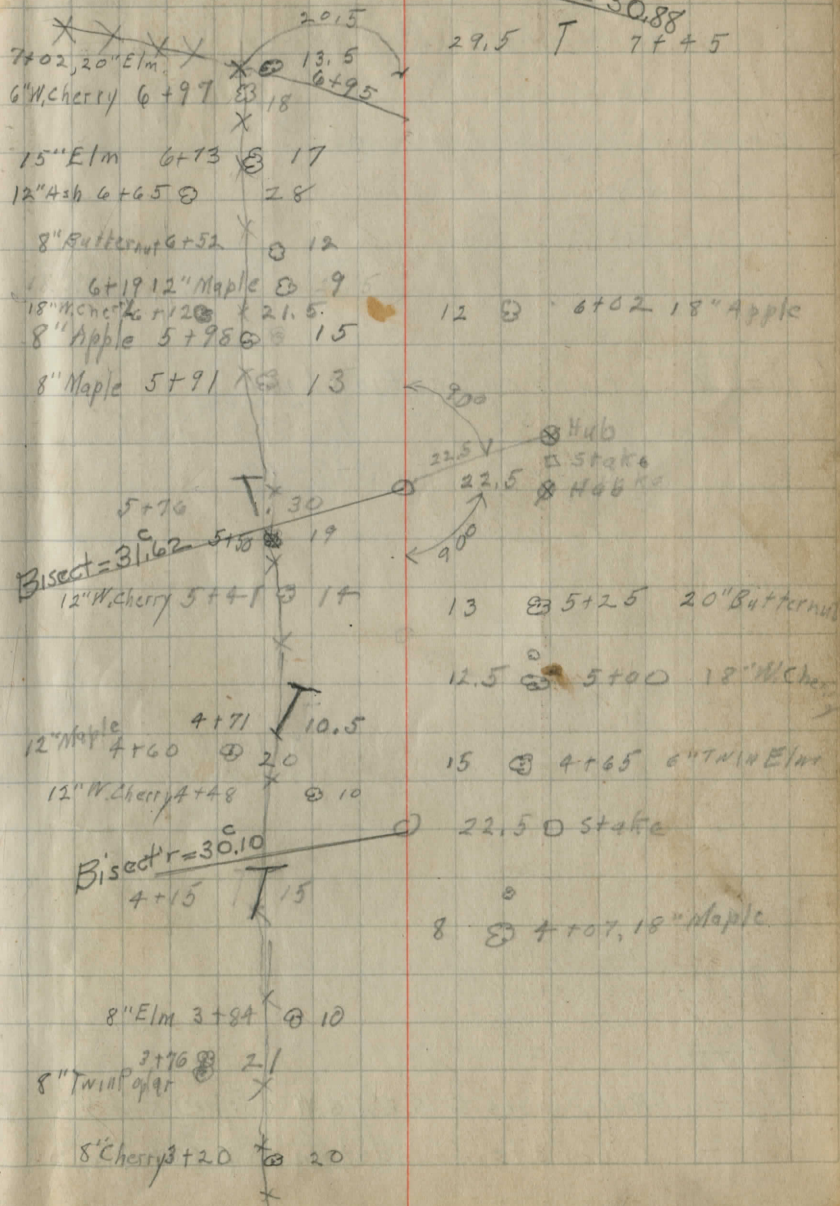 20.5
30.88
29.5 T 7+45
7+02, 20" Elm 13.5
6+95
6" W. Cherry 6+97 18
15" Elm 6+73 17
12" Ash 6+65 28
8" Butternut 6+52 12
6+19 12" Maple 9
18" W. Cher 6+12 21.5
12 6+02 18" Apple
8" Apple 5+98 15
8" Maple 5+91 13
90°
22.5 Hub
Stake
22.5 Hub
5+76 30
90°
5+50 19
Bisect = 31.62 c
12" W. Cherry 5+41 14
13 5+25 20" Butternut
12.5 5+00 18" W. Cherry
4+71 10.5
12" Maple 4+60 20
15 4+65 6" Twin Elm
12" W. Cherry 4+48 10
22.5 Stake
Bisect'r = 30.10 c
4+15 15
8 4+07, 18" Maple
8" Elm 3+84 10
3+76 21
8" Twin Poplar
8" Cherry 3+20 20